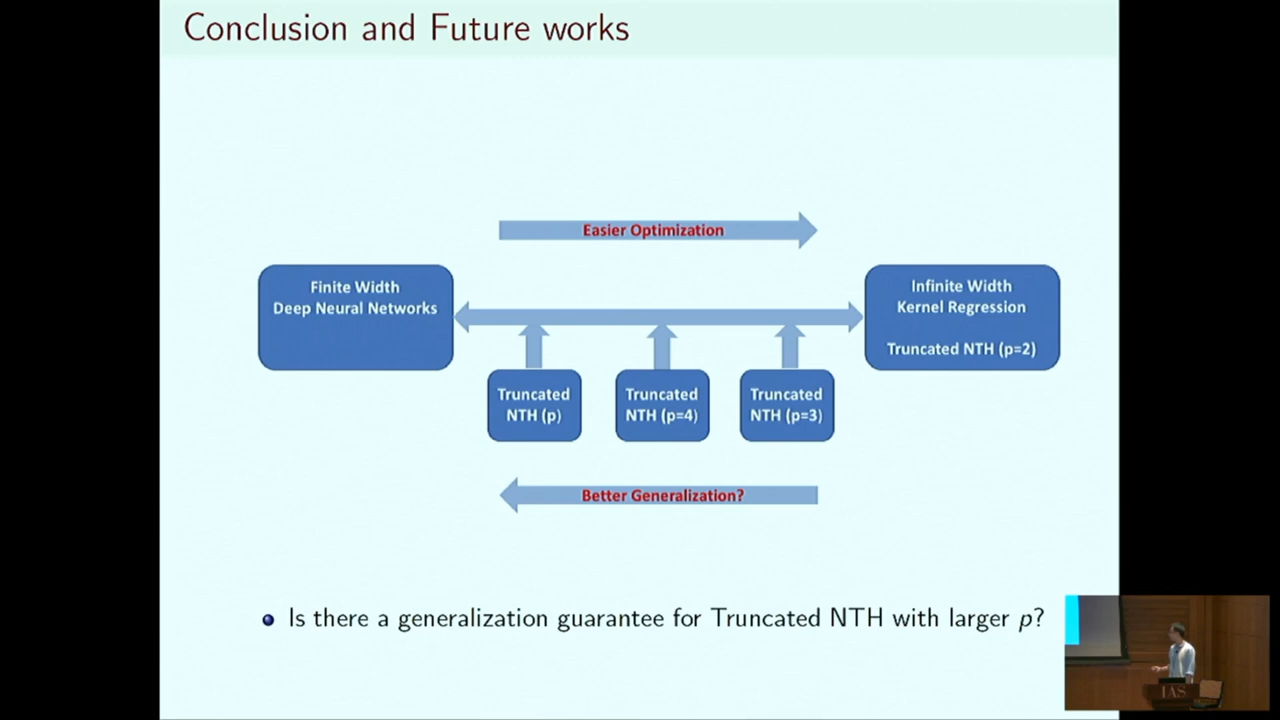 Conclusion and Future works
Easier Optimization
Finite Width
Deep Neural Networks
Infinite Width
Kernel Regression
Truncated NTH (p=2)
Truncated
NTH (p)
Truncated
NTH (p=4)
Truncated
NTH (p=3)
Better Generalization?
Is there a generalization guarantee for Truncated NTH with larger p?
IAS